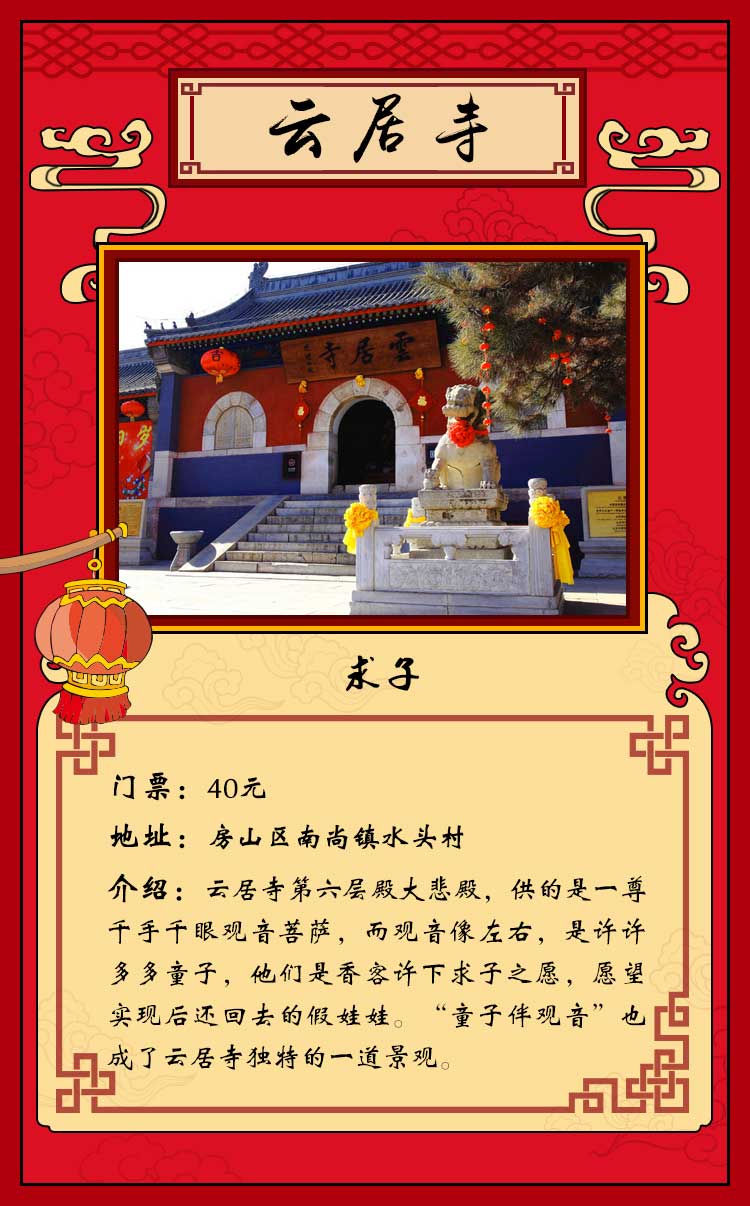 云居寺
吉
寺居雲
求子
门票：40元
地址：房山区南尚镇水头村
介绍：云居寺第六层殿大悲殿，供的是一尊
千手千眼观音菩萨，而观音像左右，是许许
多多童子，他们是香客许下求子之愿，愿望
实现后还回去的假娃娃。“童子伴观音”也
成了云居寺独特的一道景观。